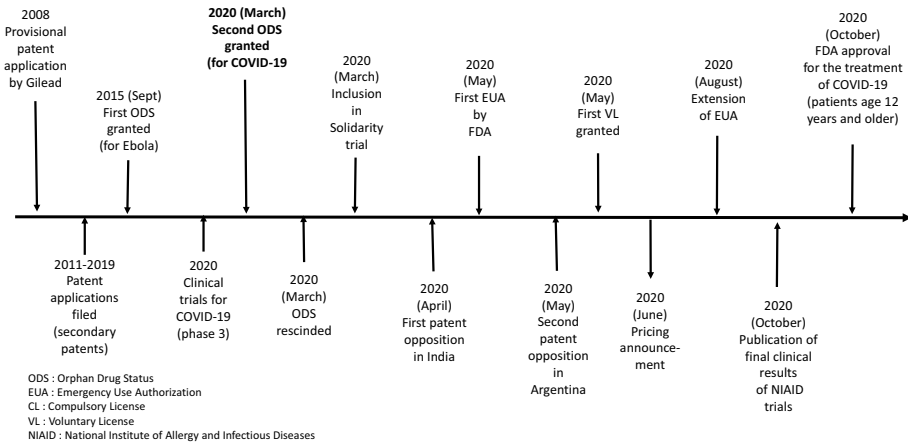 2008
Provisional
patent
application
by Gilead
2015 (Sept)
First ODS
granted
(for Ebola)
2020 (March)
Second ODS
granted
(for COVID-19
2020
(March)
Inclusion
in
Solidarity
trial
2020
(May)
First EUA
by
FDA
2020
(May)
First VL
granted
2020
(August)
Extension
of EUA
2020
(October)
FDA approval
for the treatment
of COVID-19
(patients age 12
years and older)
2011-2019
Patent
applications
filed
(secondary
patents)
2020
Clinical
trials for
COVID-19
(phase 3)
2020
(March)
ODS
rescinded
2020
(April)
First patent
opposition
in India
2020
(May)
Second
patent
opposition
in
Argentina
2020
(June)
Pricing
announce-
ment
2020
(October)
Publication of
final clinical
results
of NIAID
trials
ODS : Orphan Drug Status
EUA : Emergency Use Authorization
CL : Compulsory License
VL : Voluntary License
NIAID : National Institute of Allergy and Infectious Diseases